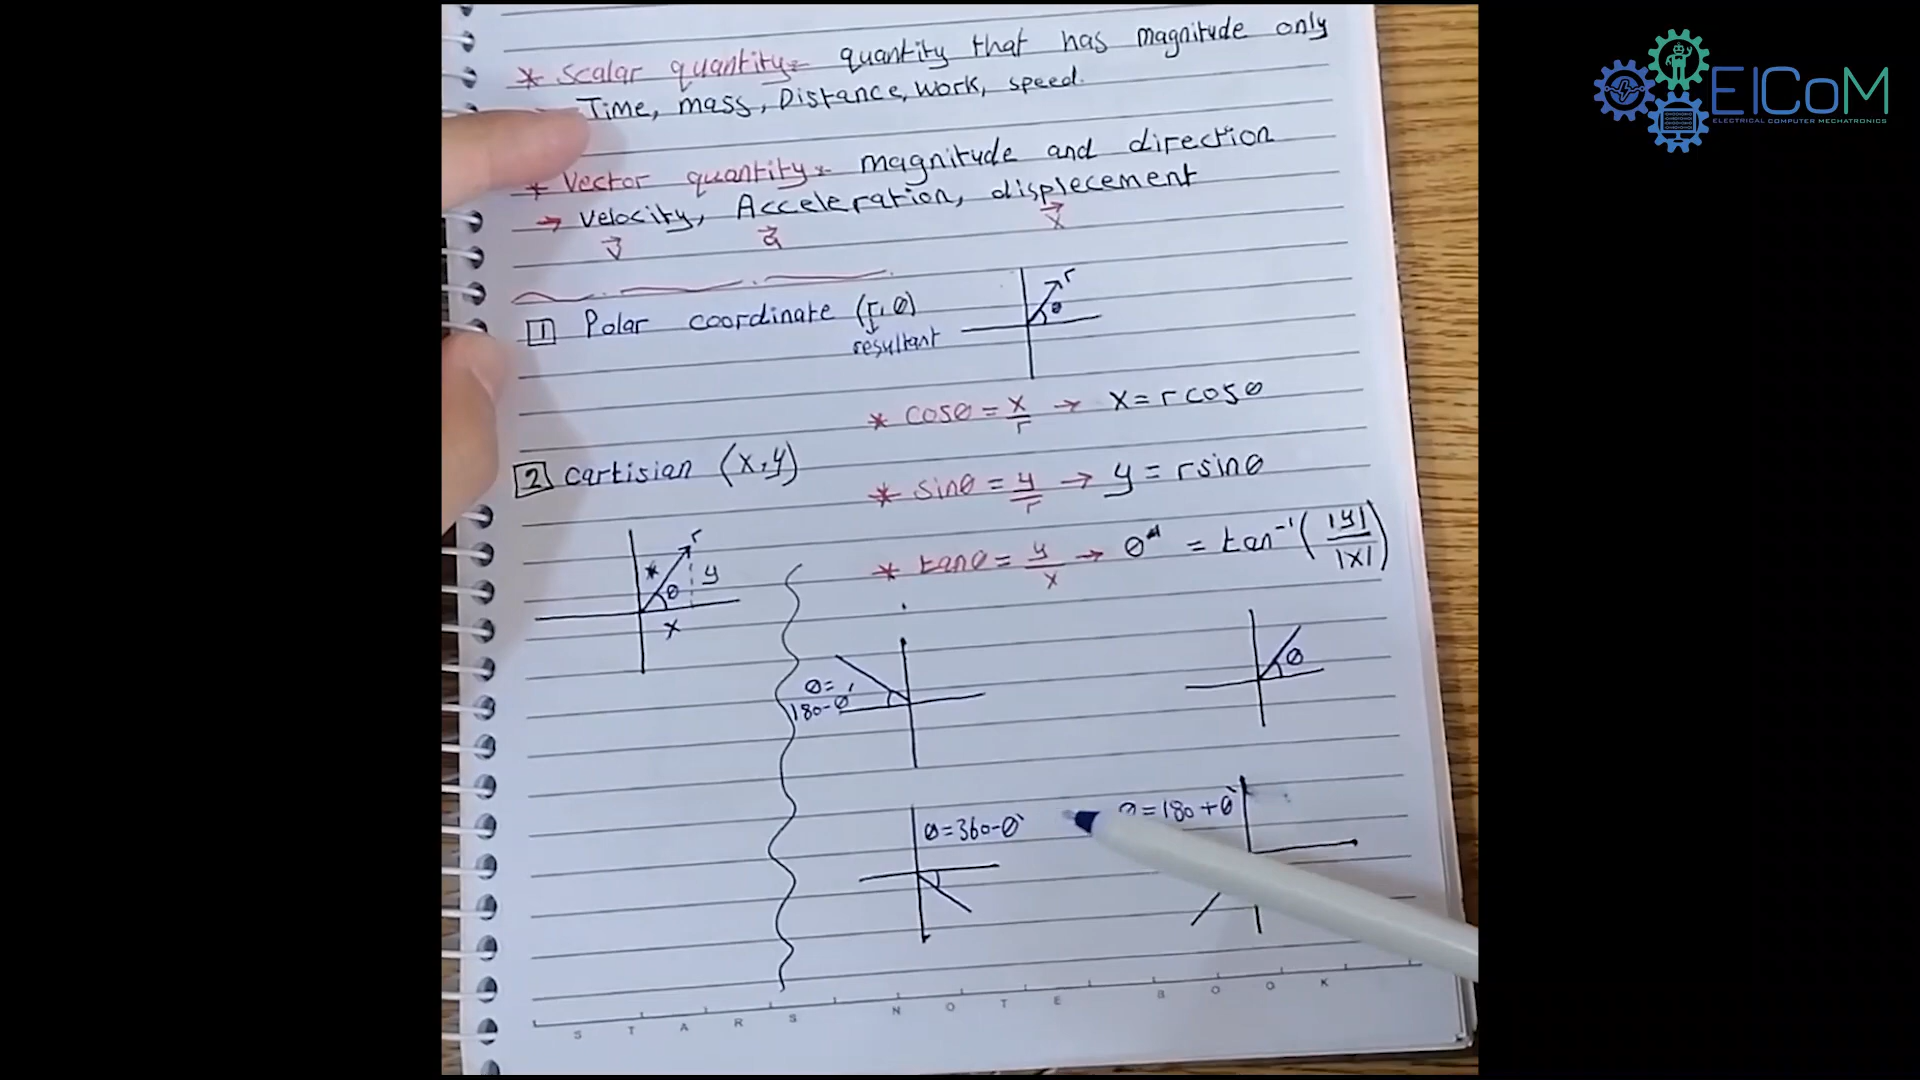 * Scalar quantity = quantity that has magnitude only
Time, mass, Distance, Work, speed.
* Vector quantity = magnitude and direction
→ Velocity, Acceleration, displecement
v⃗ a⃗ x⃗
1 Polar coordinate (r, θ)
resultant
r
θ
* cosθ = x/r → x = r cosθ
2 Cartisian (x, y)
* sinθ = y/r → y = r sinθ
* tanθ = y/x → θ = tan⁻¹(|y|/|x|)
r
y
θ
x
θ
θ =
180 - θ'
θ = 360 - θ'
θ = 180 + θ'
STARS NOTE BOOK
EICoM
ELECTRICAL COMPUTER MECHATRONICS